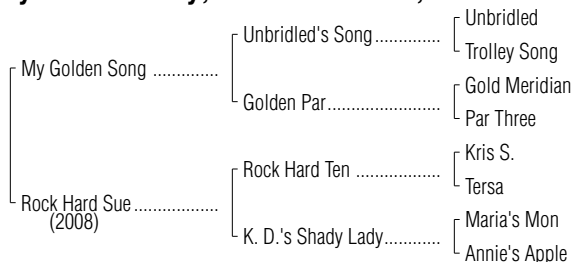 Unbridled
Unbridled's Song..............
Trolley Song
My Golden Song ..............
Gold Meridian
Golden Par........................
Par Three
Kris S.
Rock Hard Ten ..................
Tersa
Rock Hard Sue..................
(2008)
Maria's Mon
K. D.'s Shady Lady............
Annie's Apple